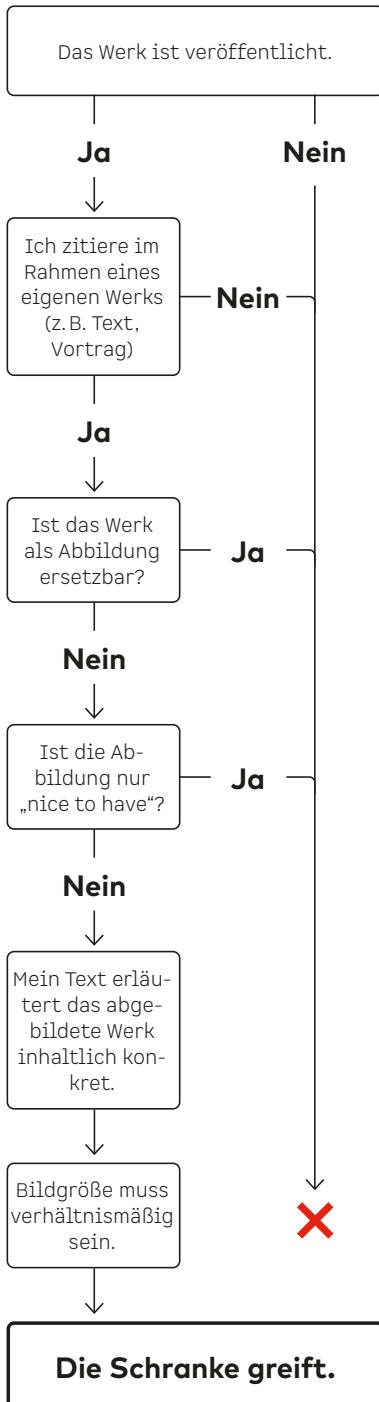 Das Werk ist veröffentlicht.
Ja
Nein
Ich zitiere im
Rahmen eines
eigenen Werks
(z. B. Text,
Vortrag)
Nein
Ja
Ist das Werk
als Abbildung
ersetzbar?
Ja
Nein
Ist die Ab-
bildung nur
„nice to have“?
Ja
Nein
Mein Text erläu-
tert das abge-
bildete Werk
inhaltlich kon-
kret.
Bildgröße muss
verhältnismäßig
sein.
Die Schranke greift.